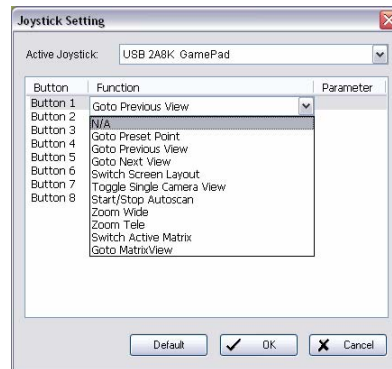 Joystick Setting
Active Joystick: USB 2A8K GamePad
Button Function Parameter
Button 1 Goto Previous View
Button 2 N/A
Button 3 Goto Preset Point
Button 4 Goto Previous View
Button 5 Goto Next View
Button 6 Switch Screen Layout
Button 7 Toggle Single Camera View
Button 8 Start/Stop Autoscan
Zoom Wide
Zoom Tele
Switch Active Matrix
Goto MatrixView
Default OK Cancel